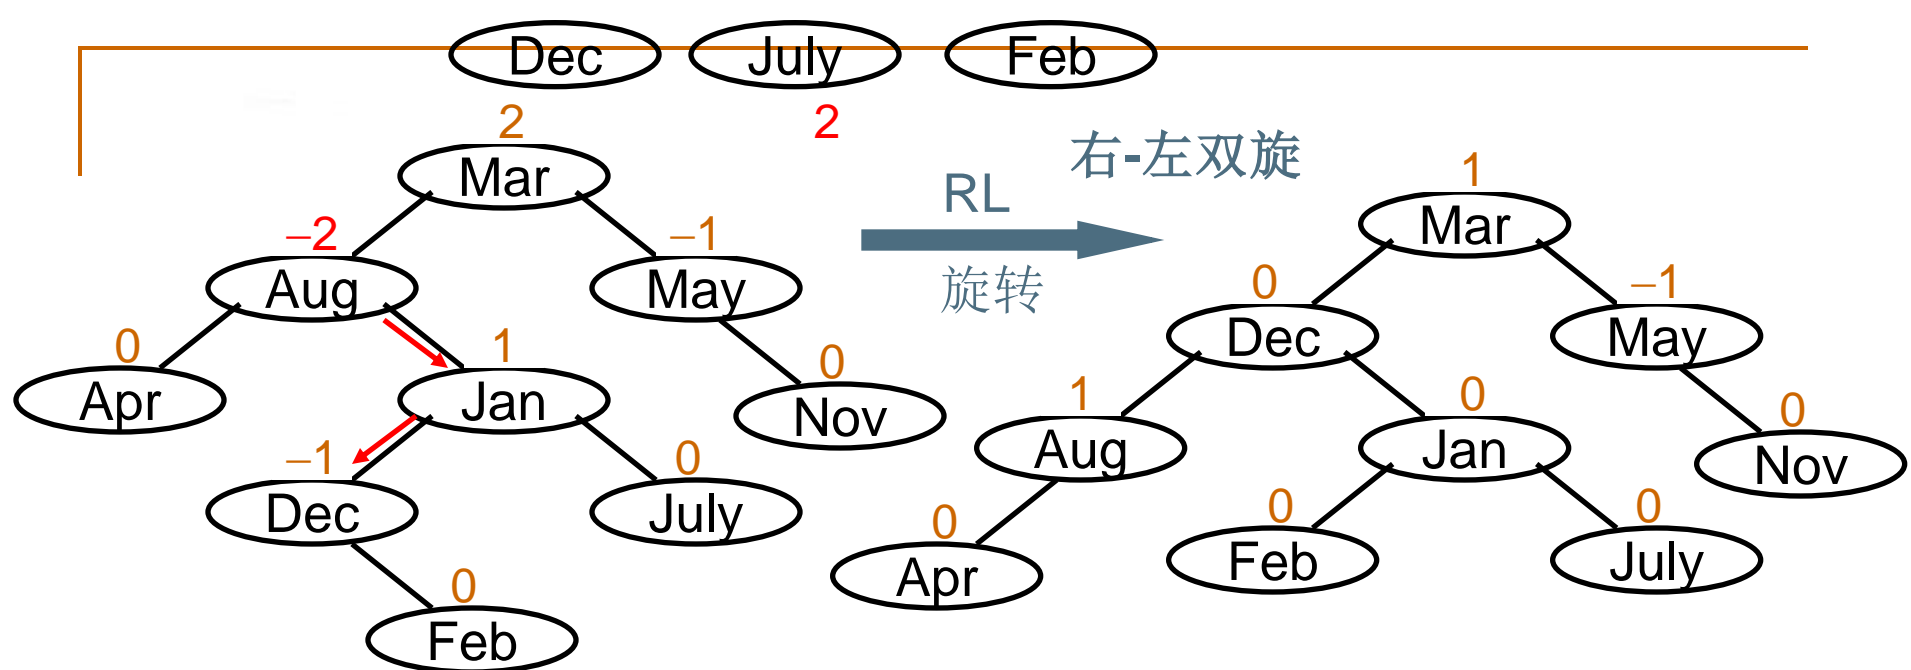 Dec July Feb
2 2
Mar
右-左双旋
1
RL
Mar
–2 –1
Aug May
旋转
0 –1
Dec May
0 1 0
Apr Jan Nov
1 0 0
Aug Jan Nov
–1 0
Dec July
0 0 0
Apr Feb July
0
Feb